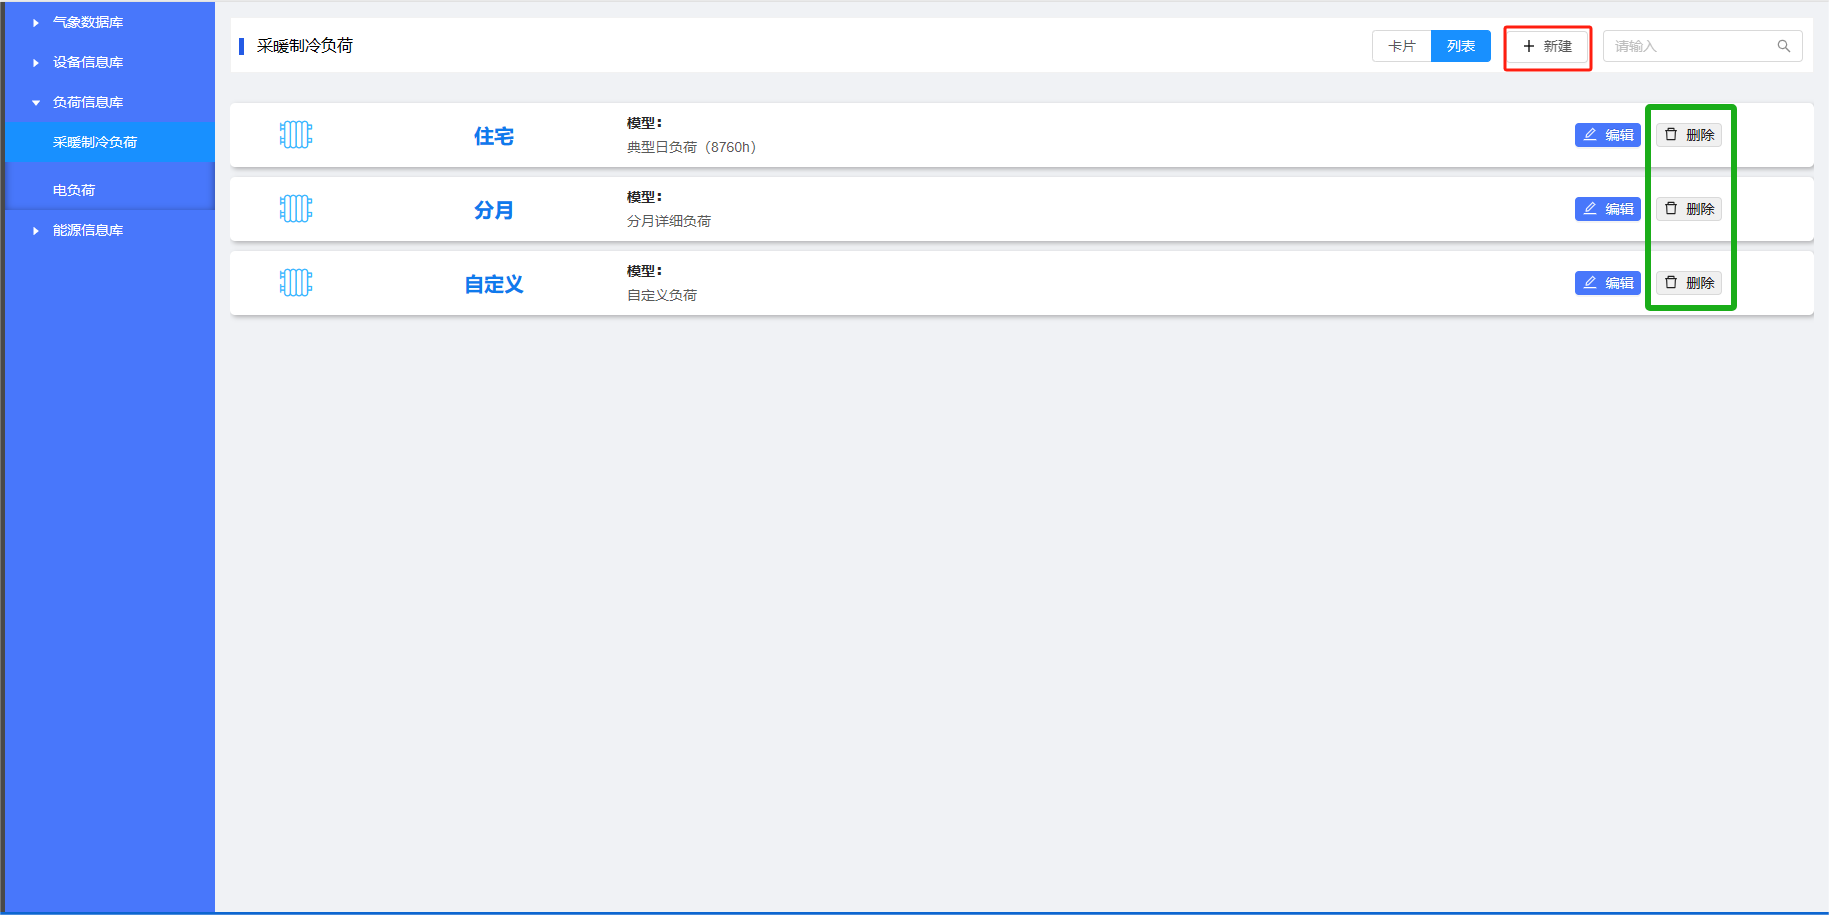 气象数据库
设备信息库
负荷信息库
采暖制冷负荷
电负荷
能源信息库
采暖制冷负荷
卡片 列表 新建 请输入
住宅 模型： 编辑 删除
典型日负荷（8760h）
分月 模型： 编辑 删除
分月详细负荷
自定义 模型： 编辑 删除
自定义负荷